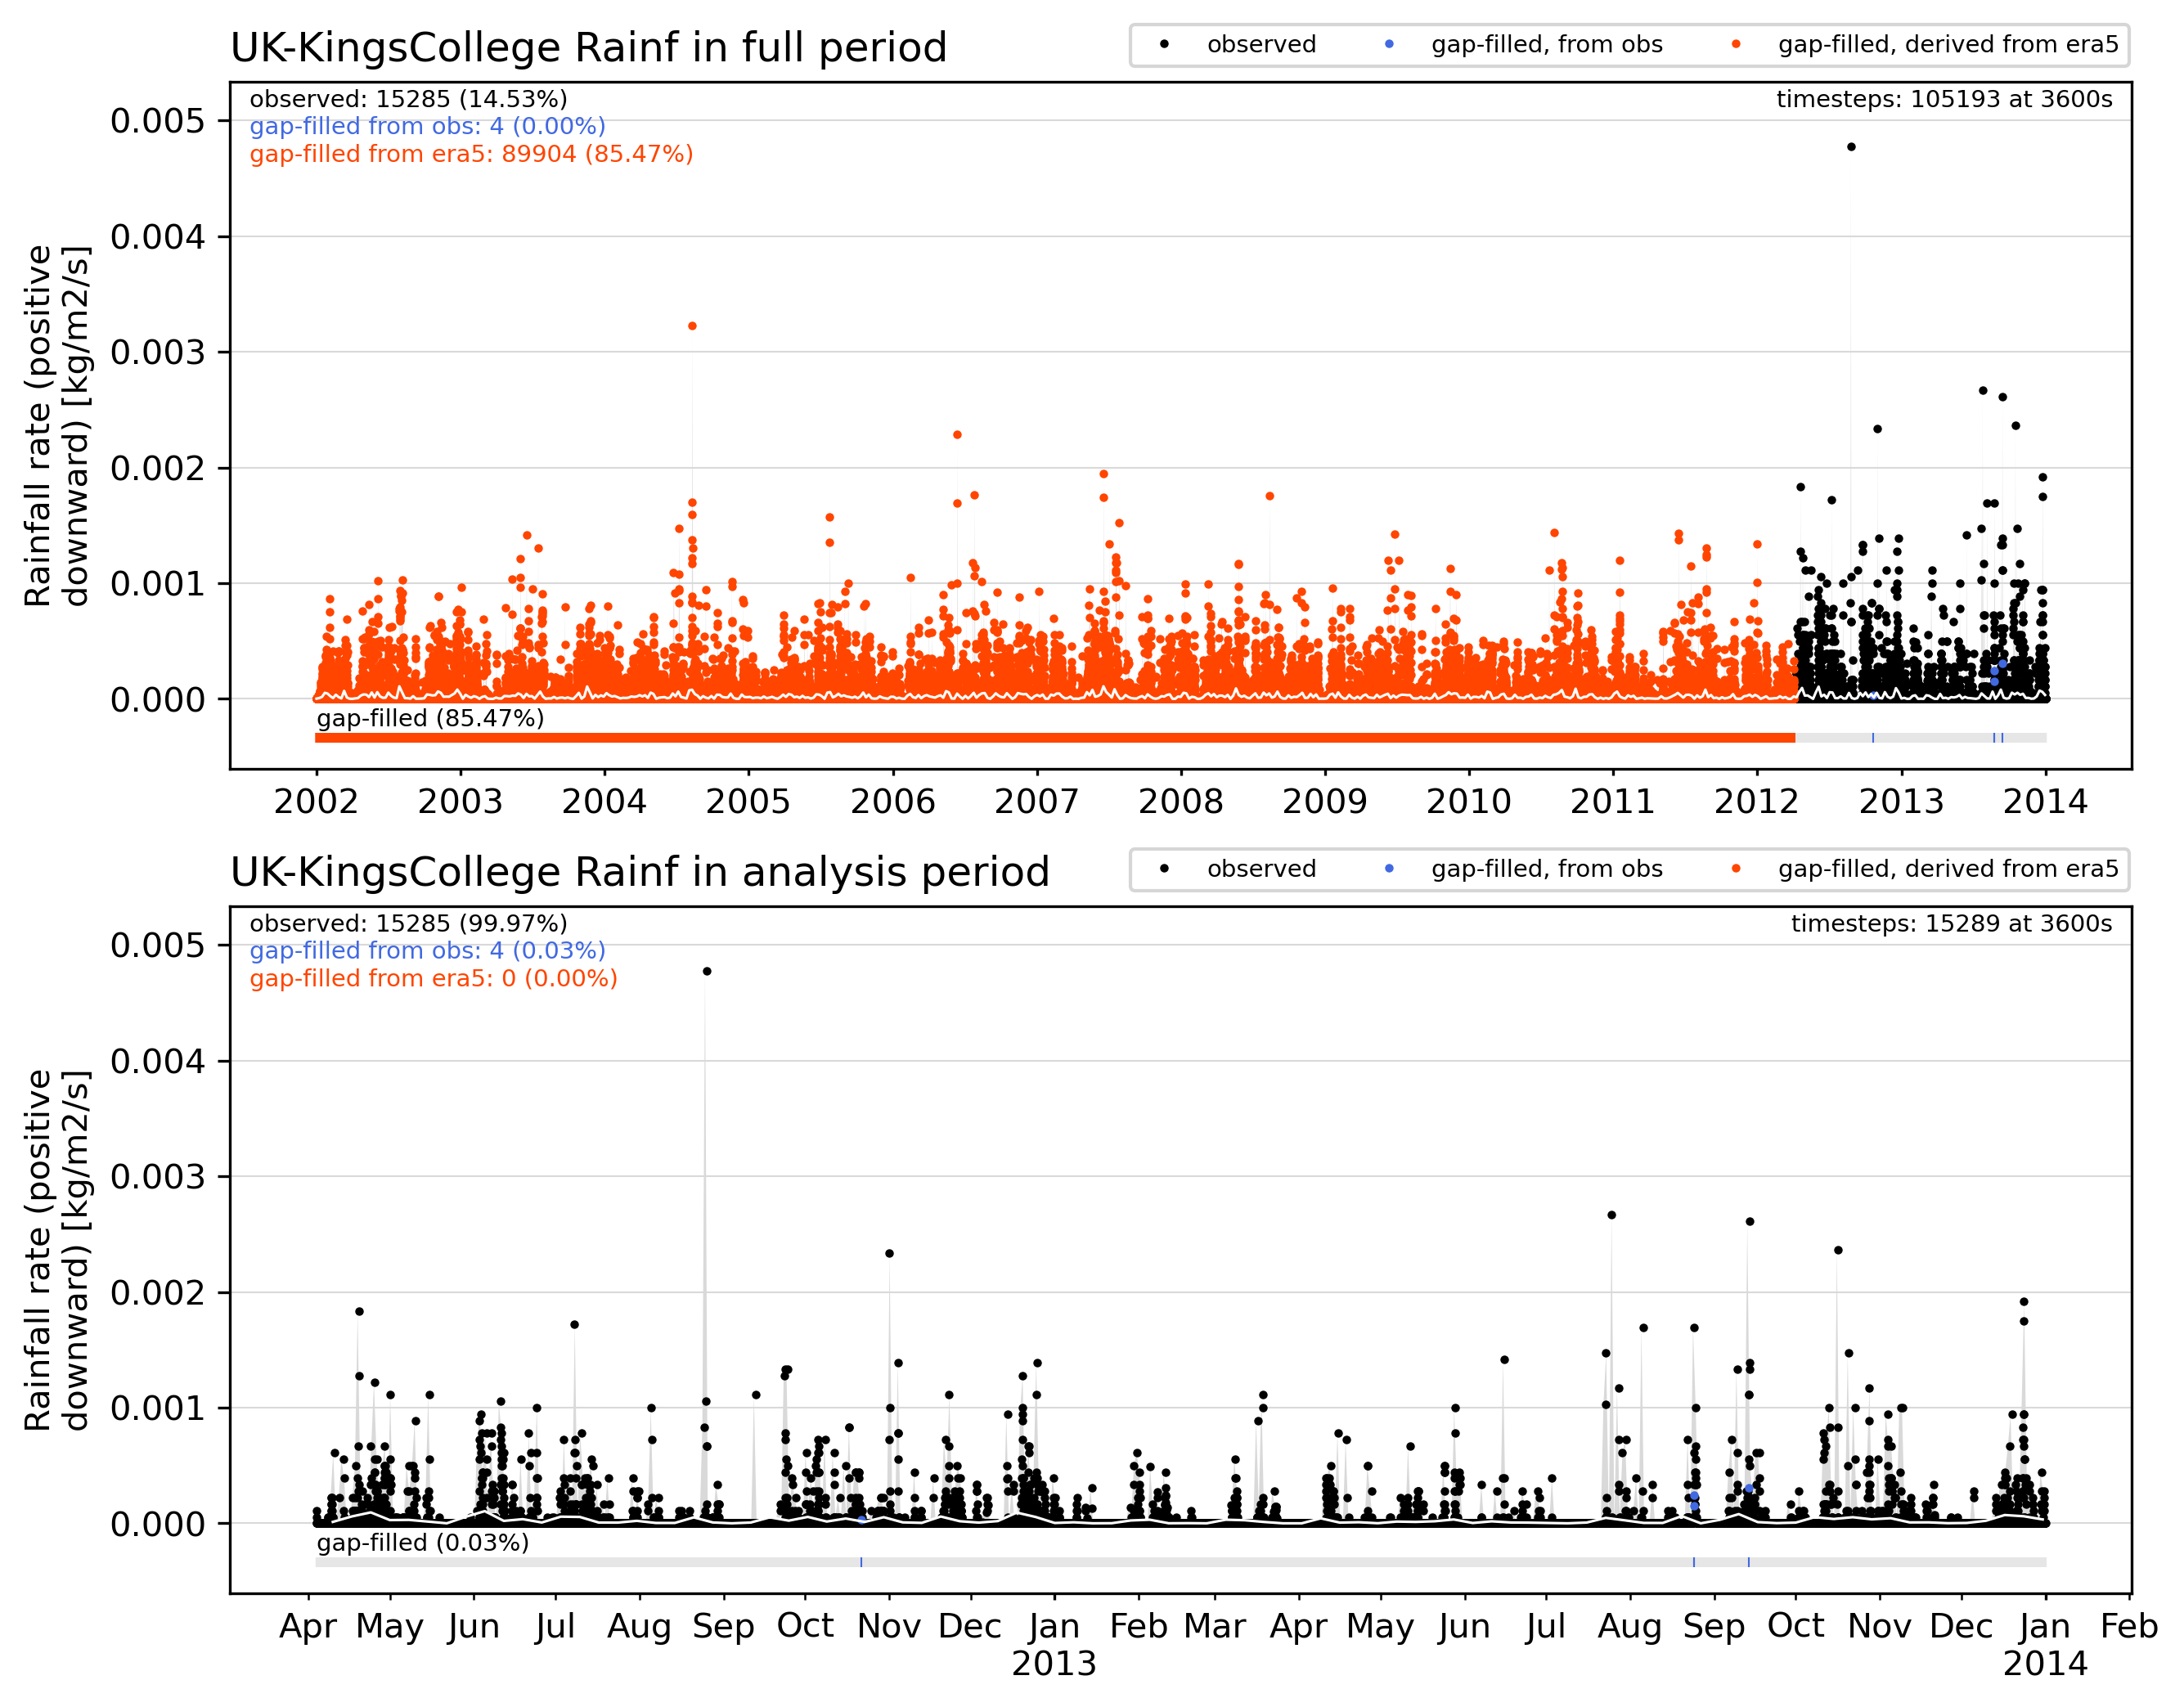 UK-KingsCollege Rainf in full period
observed gap-filled, from obs gap-filled, derived from era5
observed: 15285 (14.53%)
timesteps: 105193 at 3600s
gap-filled from obs: 4 (0.00%)
gap-filled from era5: 89904 (85.47%)
0.005
0.004
0.003
0.002
0.001
0.000
Rainfall rate (positive
downward) [kg/m2/s]
gap-filled (85.47%)
2002 2003 2004 2005 2006 2007 2008 2009 2010 2011 2012 2013 2014
UK-KingsCollege Rainf in analysis period
observed gap-filled, from obs gap-filled, derived from era5
observed: 15285 (99.97%)
timesteps: 15289 at 3600s
gap-filled from obs: 4 (0.03%)
gap-filled from era5: 0 (0.00%)
0.005
0.004
0.003
0.002
0.001
0.000
Rainfall rate (positive
downward) [kg/m2/s]
gap-filled (0.03%)
Apr May Jun Jul Aug Sep Oct Nov Dec Jan Feb Mar Apr May Jun Jul Aug Sep Oct Nov Dec Jan Feb
2013 2014